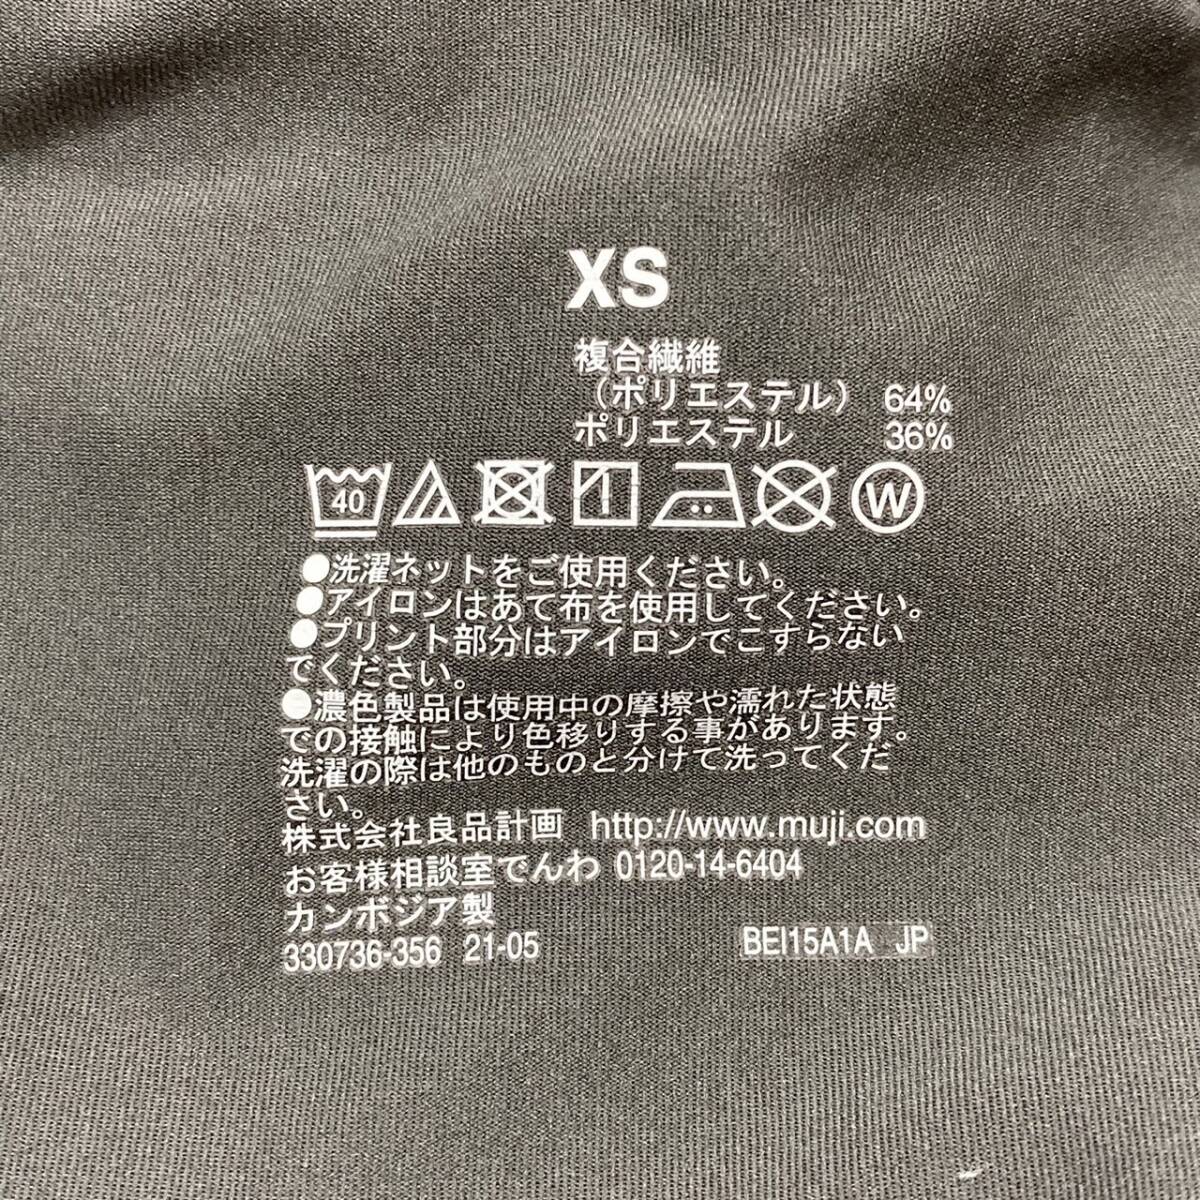 XS
複合繊維
（ポリエステル） 64%
ポリエステル 36%
40 W
●洗濯ネットをご使用ください。
●アイロンはあて布を使用してください。
●プリント部分はアイロンでこすらない
でください。
●濃色製品は使用中の摩擦や濡れた状態
での接触により色移りする事があります。
洗濯の際は他のものと分けて洗ってくだ
さい。
株式会社良品計画 http://www.muji.com
お客様相談室でんわ 0120-14-6404
カンボジア製
330736-356 21-05 BEI15A1A JP